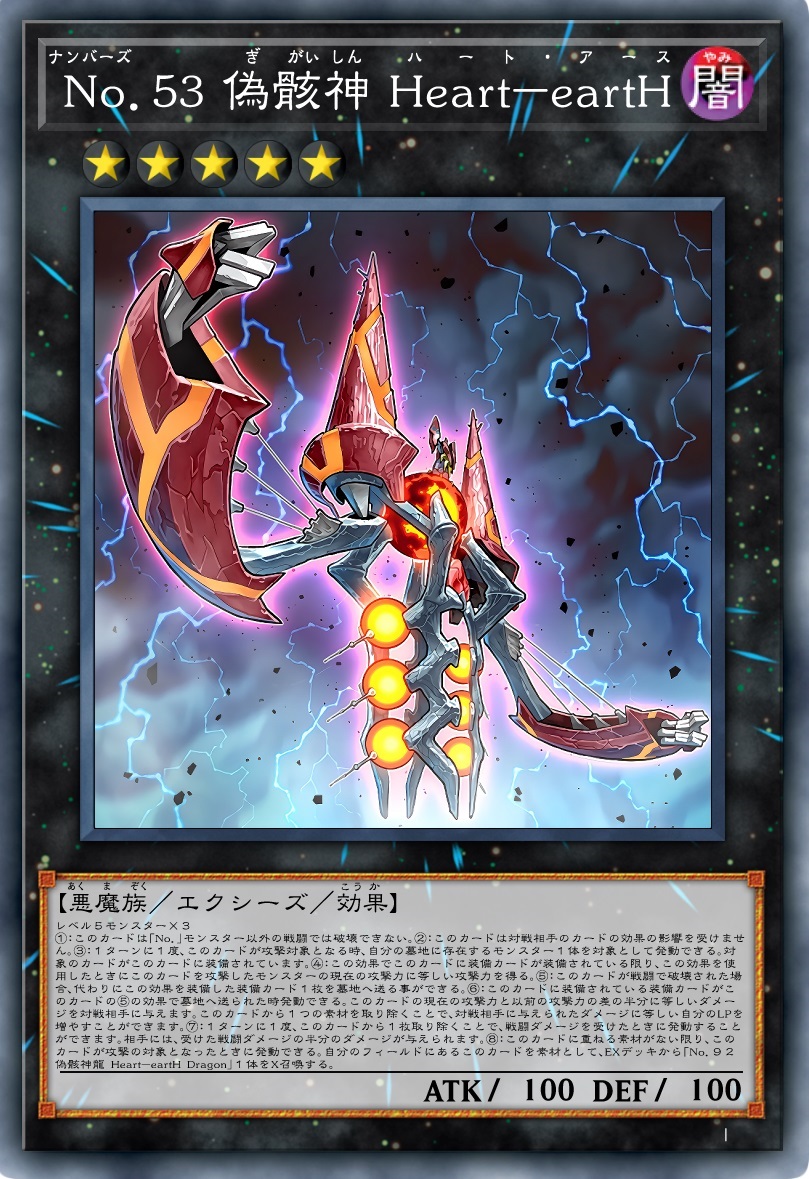 ナンバーズ ぎ がい しん ハート・アース
No.53 偽骸神 Heart－eartH
やみ
闇
あく ま ぞく こう か
【悪魔族／エクシーズ／効果】
レベル５モンスター×３
①：このカードは「No.」モンスター以外の戦闘では破壊できない。②：このカードは対戦相手のカードの効果の影響を受けませ
ん。③：１ターンに１度、このカードが攻撃対象となる時、自分の墓地に存在するモンスター１体を対象として発動できる。対
象のカードがこのカードに装備されています。④：この効果でこのカードに装備カードが装備されている限り、この効果を使
用したときにこのカードを攻撃したモンスターの現在の攻撃力に等しい攻撃力を得る。⑤：このカードが戦闘で破壊された場
合、代わりにこの効果を装備した装備カード１枚を墓地へ送る事ができる。⑥：このカードに装備されている装備カードがこ
のカードの⑤の効果で墓地へ送られた時発動できる。このカードの現在の攻撃力と以前の攻撃力の差の半分に等しいダメー
ジを対戦相手に与えます。このカードから１つの素材を取り除くことで、対戦相手に与えられたダメージに等しい自分のLPを
増やすことができます。⑦：１ターンに１度、このカードから１枚取り除くことで、戦闘ダメージを受けたときに発動すること
ができます。相手には、受けた戦闘ダメージの半分のダメージが与えられます。⑧：このカードに重ねる素材がない限り、この
カードが攻撃の対象となったときに発動できる。自分のフィールドにあるこのカードを素材として、EXデッキから「No.９２
偽骸神龍 Heart－eartH Dragon」１体をX召喚する。
ATK/ 100 DEF/ 100
1